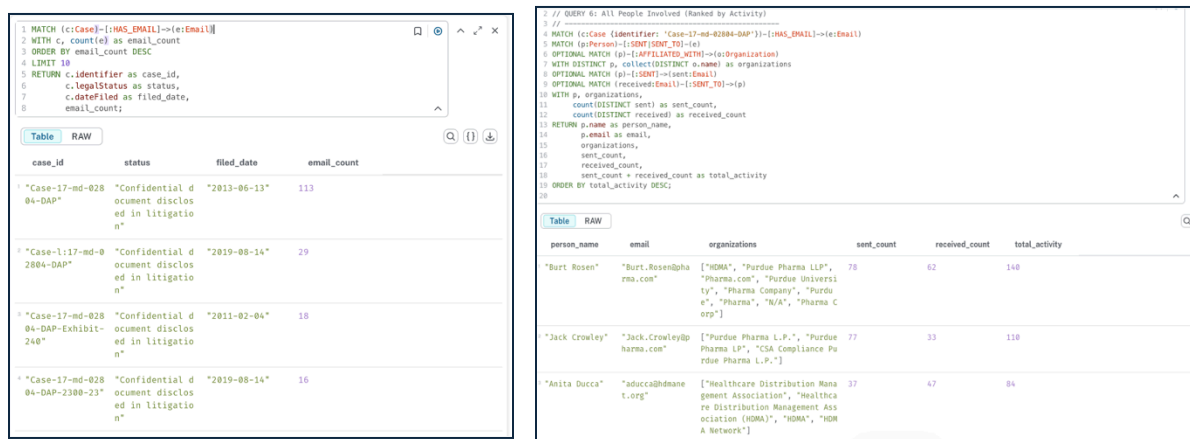 1 MATCH (c:Case)-[:HAS_EMAIL]->(e:Email)
2 WITH c, count(e) as email_count
3 ORDER BY email_count DESC
4 LIMIT 10
5 RETURN c.identifier as case_id,
6 c.legalStatus as status,
7 c.dateFiled as filed_date,
8 email_count;
Table RAW
case_id status filed_date email_count
1 "Case-17-md-028 "Confidential d "2013-06-13" 113
04-DAP" ocument disclos
ed in litigatio
n"
2 "Case-l:17-md-0 "Confidential d "2019-08-14" 29
2804-DAP" ocument disclos
ed in litigatio
n"
3 "Case-17-md-028 "Confidential d "2011-02-04" 18
04-DAP-Exhibit- ocument disclos
240" ed in litigatio
n"
4 "Case-17-md-028 "Confidential d "2019-08-14" 16
04-DAP-2300-23" ocument disclos
ed in litigatio
n"
2 // QUERY 6: All People Involved (Ranked by Activity)
3 // --------------------------------------------------
4 MATCH (c:Case {identifier: 'Case-17-md-02804-DAP'})-[:HAS_EMAIL]->(e:Email)
5 MATCH (p:Person)-[:SENT|SENT_TO]-(e)
6 OPTIONAL MATCH (p)-[:AFFILIATED_WITH]->(o:Organization)
7 WITH DISTINCT p, collect(DISTINCT o.name) as organizations
8 OPTIONAL MATCH (p)-[:SENT]->(sent:Email)
9 OPTIONAL MATCH (received:Email)-[:SENT_TO]->(p)
10 WITH p, organizations,
11 count(DISTINCT sent) as sent_count,
12 count(DISTINCT received) as received_count
13 RETURN p.name as person_name,
14 p.email as email,
15 organizations,
16 sent_count,
17 received_count,
18 sent_count + received_count as total_activity
19 ORDER BY total_activity DESC;
20
Table RAW
person_name email organizations sent_count received_count total_activity
"Burt Rosen" "Burt.Rosen@pha ["HDMA", "Purdue Pharma LLP", 78 62 140
rma.com" "Pharma.com", "Purdue Universi
ty", "Pharma Company", "Purdu
e", "Pharma", "N/A", "Pharma C
orp"]
"Jack Crowley" "Jack.Crowley@p ["Purdue Pharma L.P.", "Purdue 77 33 110
harma.com" Pharma LP", "CSA Compliance Pu
rdue Pharma L.P."]
"Anita Ducca" "aducca@hdmane ["Healthcare Distribution Mana 37 47 84
t.org" gement Association", "Healthca
re Distribution Management Ass
ociation (HDMA)", "HDMA", "HDM
A Network"]